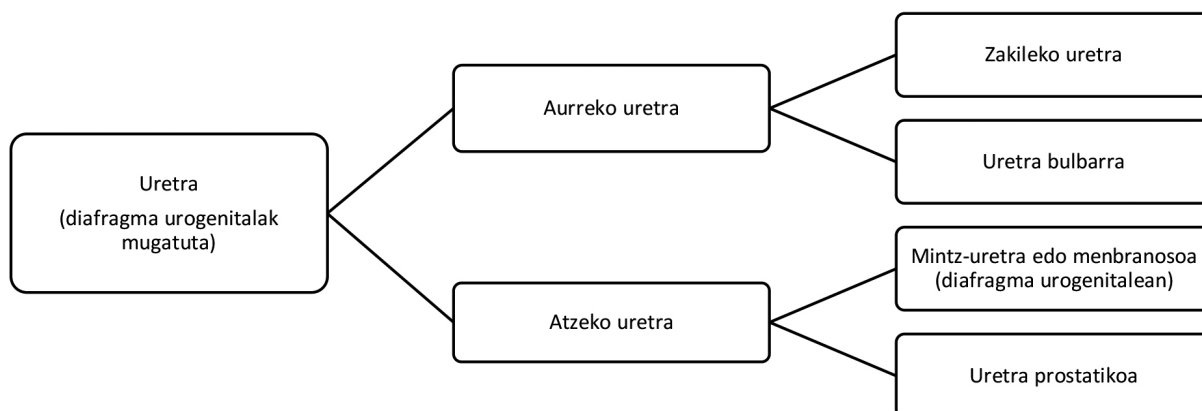 Uretra
(diafragma urogenitalak
mugatuta)
Aurreko uretra
Zakileko uretra
Uretra bulbarra
Atzeko uretra
Mintz-uretra edo menbranosoa
(diafragma urogenitalean)
Uretra prostatikoa